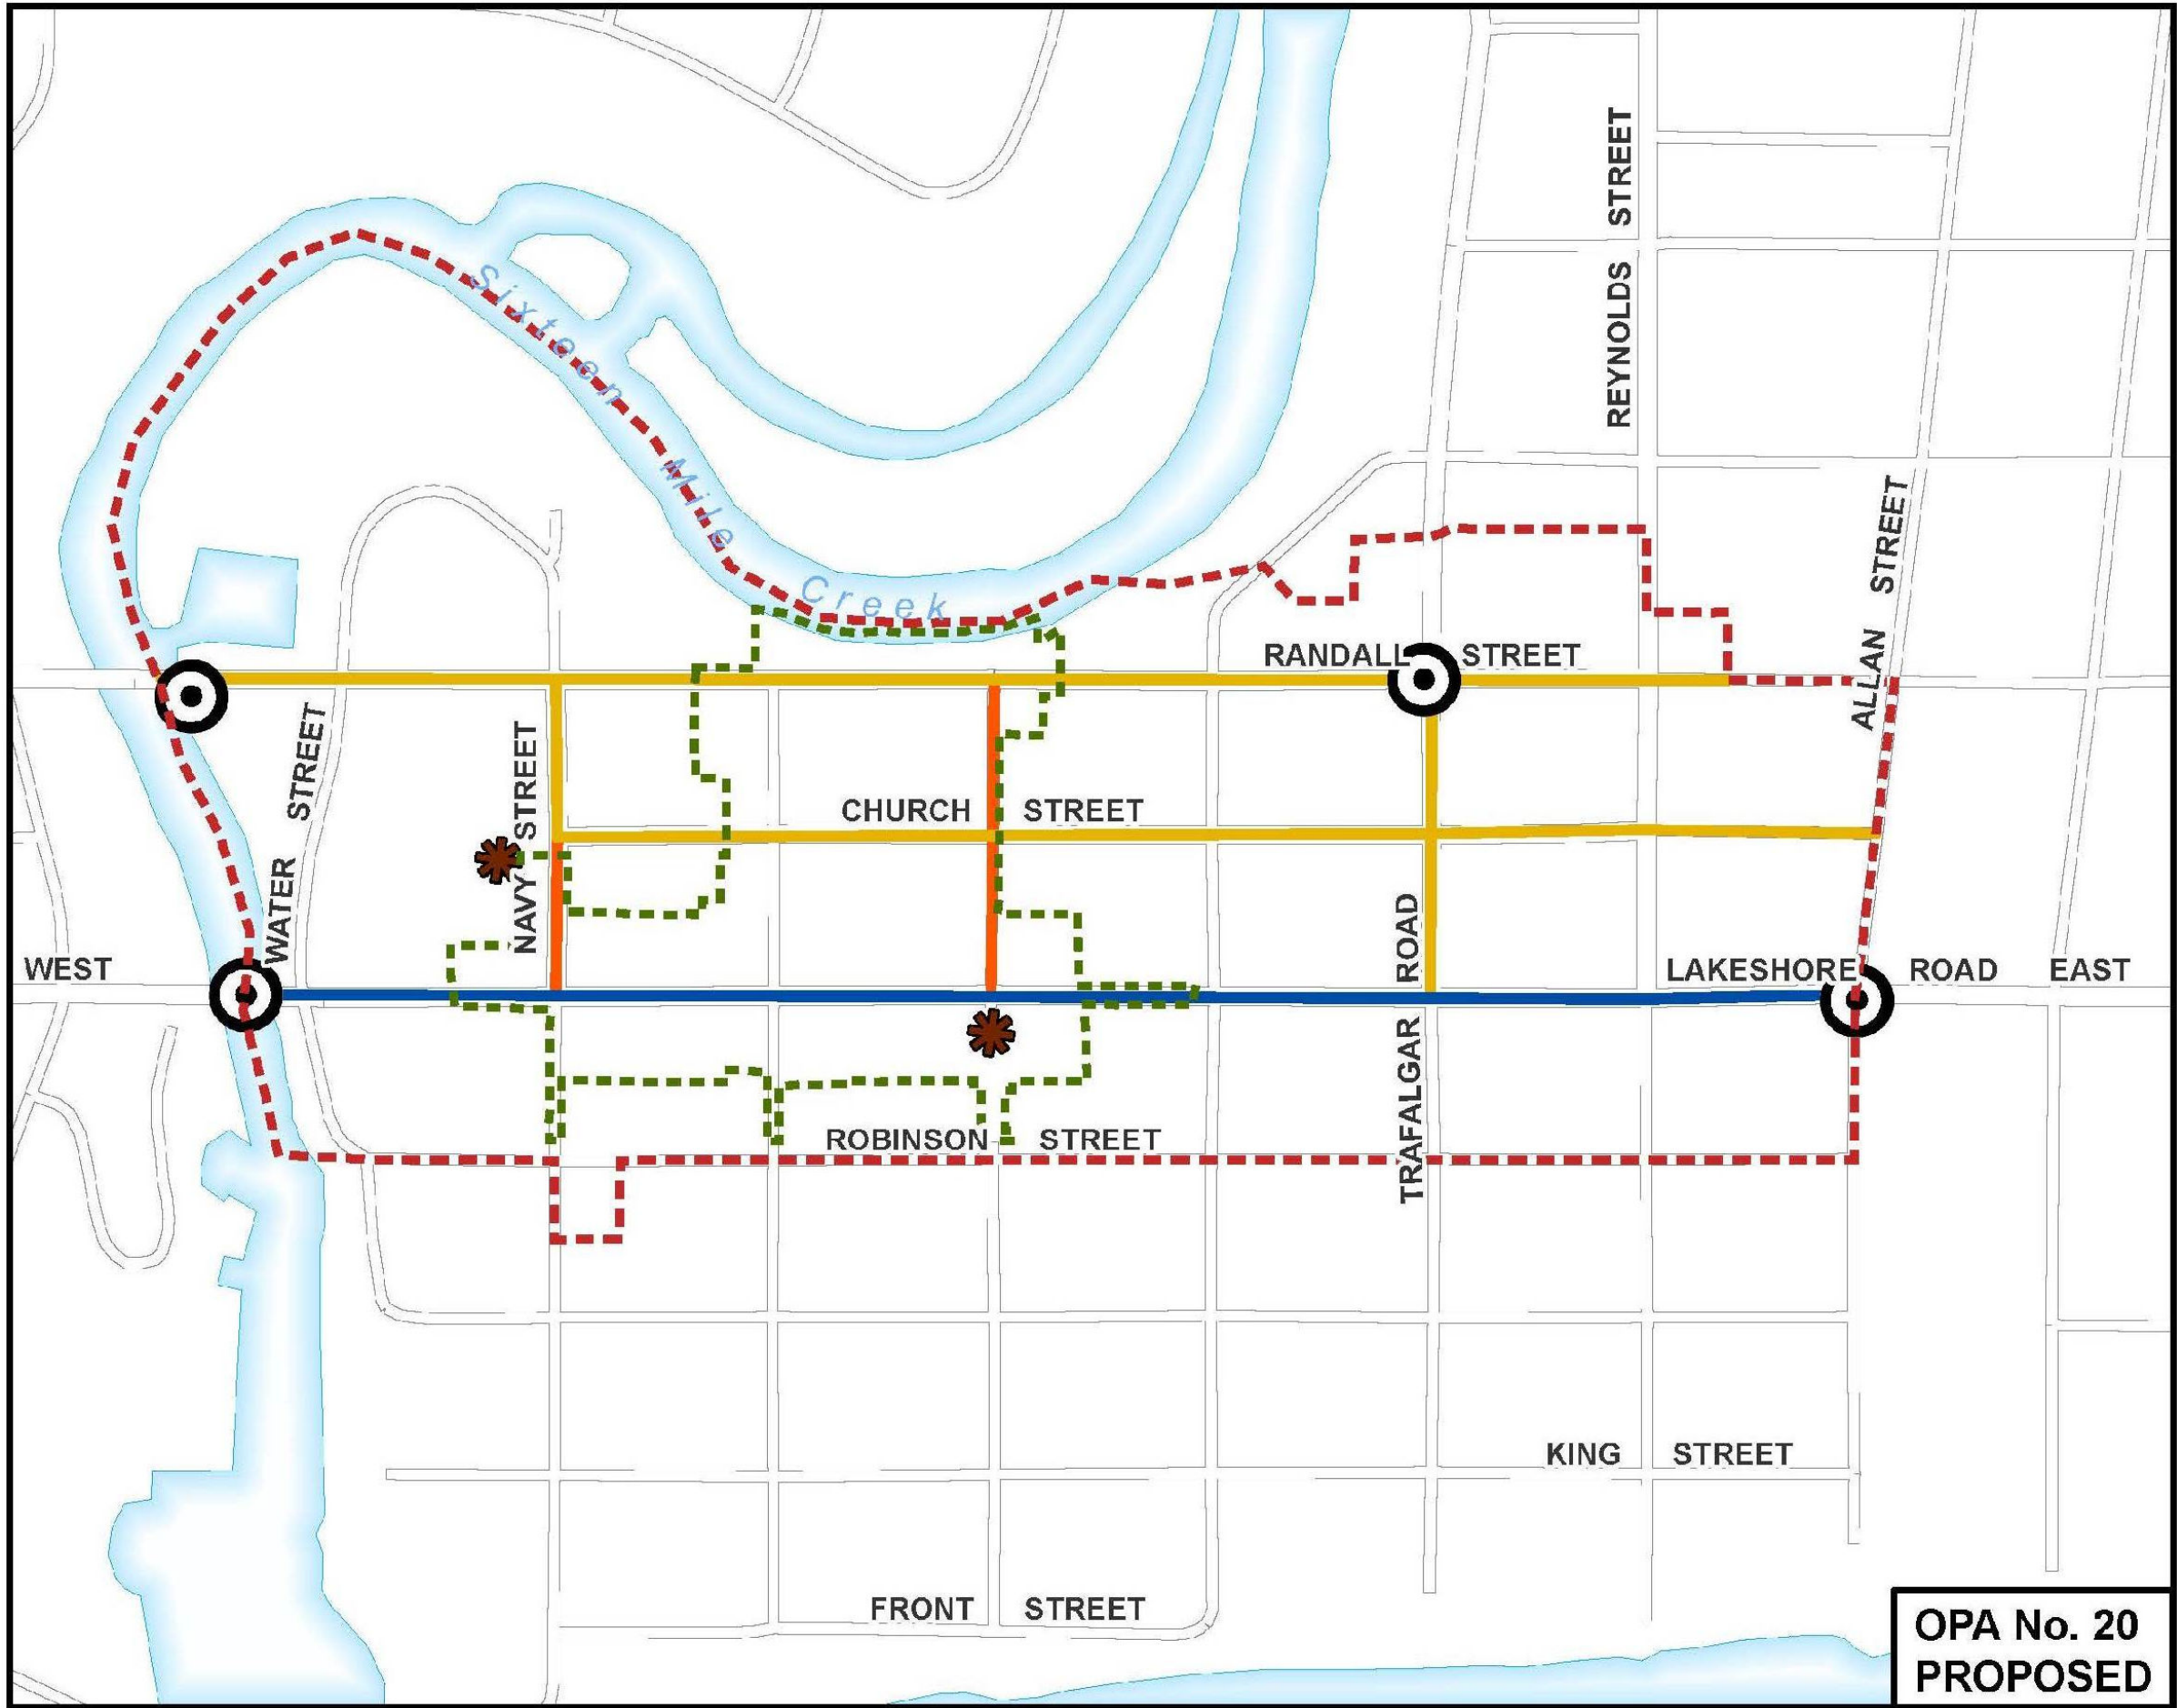 REYNOLDS STREET
Sixteen Mile Creek
ALLAN STREET
RANDALL STREET
WATER STREET
NAVY STREET
CHURCH STREET
WEST
LAKESHORE ROAD EAST
TRAFALGAR ROAD
ROBINSON STREET
KING STREET
FRONT STREET
OPA No. 20
PROPOSED